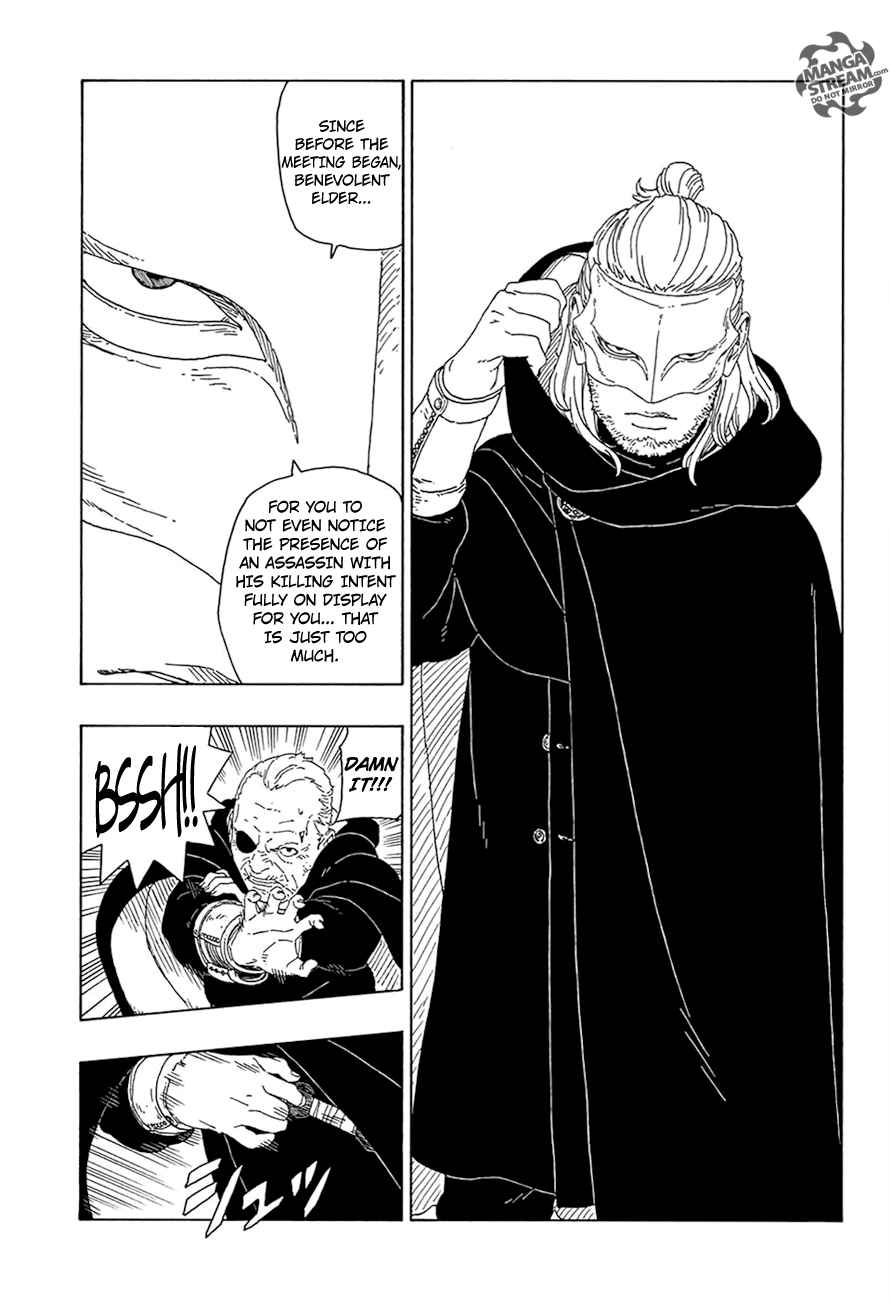 MANGA
STREAM.com
DO NOT MIRROR
SINCE
BEFORE THE
MEETING BEGAN,
BENEVOLENT
ELDER...
FOR YOU TO
NOT EVEN NOTICE
THE PRESENCE OF
AN ASSASSIN WITH
HIS KILLING INTENT
FULLY ON DISPLAY
FOR YOU... THAT
IS JUST TOO
MUCH.
DAMN
IT!!!
BSSH!!
シュッ